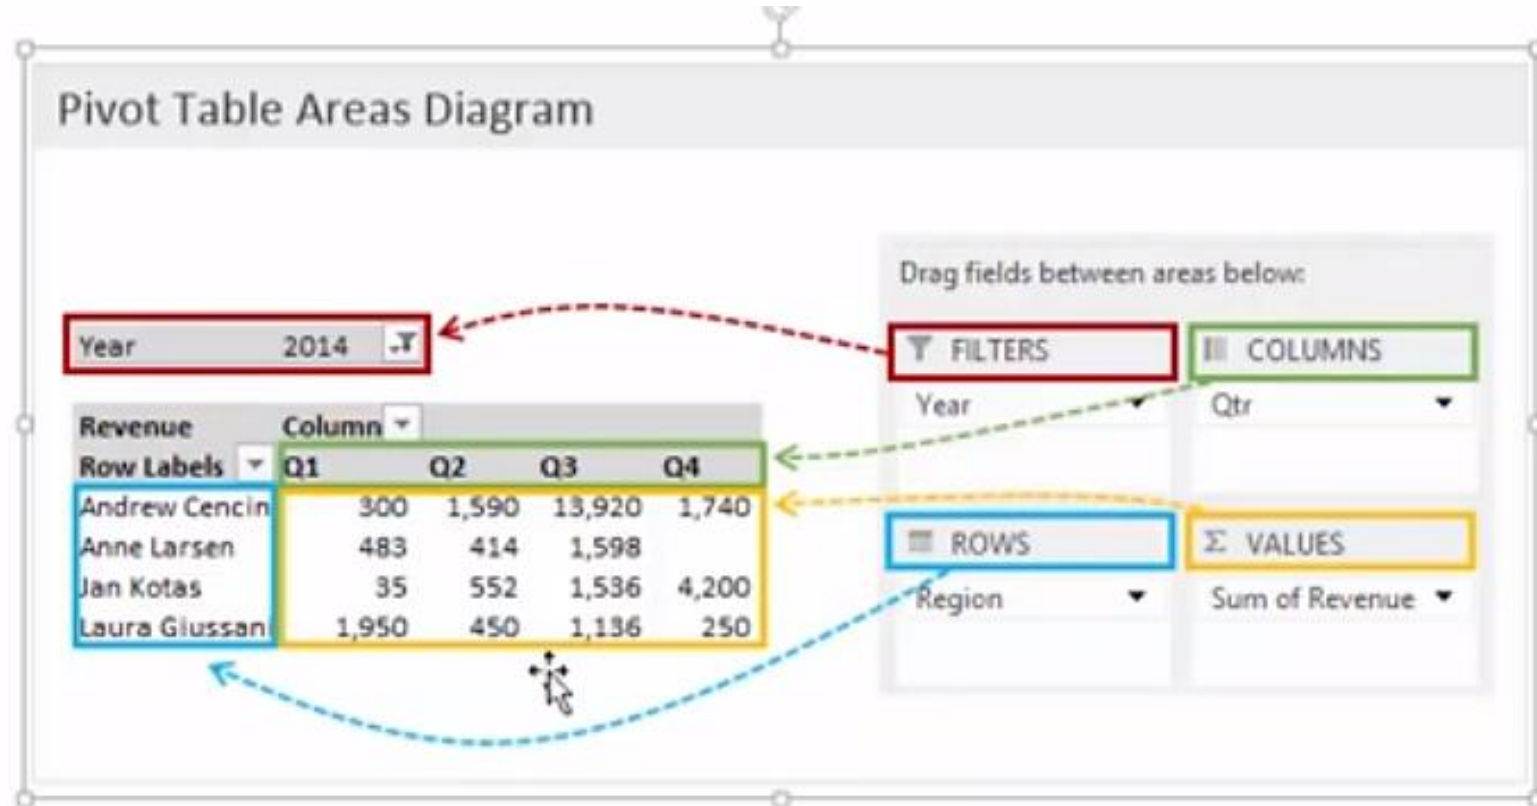 Pivot Table Areas Diagram
Drag fields between areas below:
Year 2014
FILTERS COLUMNS
Year Qtr
Revenue Column
Row Labels Q1 Q2 Q3 Q4
Andrew Cencin 300 1,590 13,920 1,740
Anne Larsen 483 414 1,598
Jan Kotas 35 552 1,536 4,200
Laura Giussan 1,950 450 1,136 250
ROWS Σ VALUES
Region Sum of Revenue